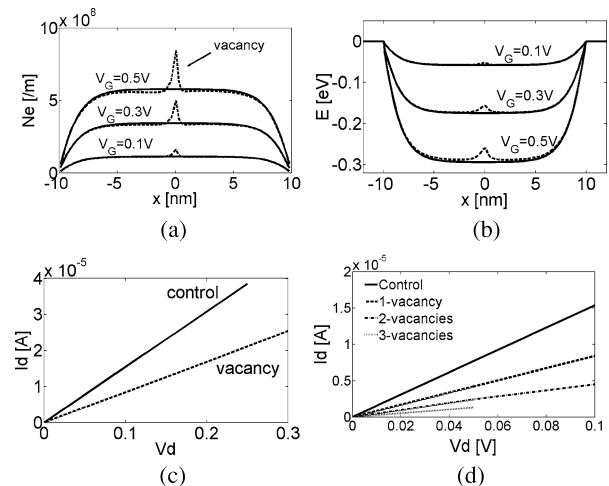 x 10^8
10
5
0
Ne [/m]
vacancy
V_G=0.5V
V_G=0.3V
V_G=0.1V
-10 -5 0 5 10
x [nm]
(a)
0
-0.1
-0.2
-0.3
E [eV]
V_G=0.1V
V_G=0.3V
V_G=0.5V
-10 -5 0 5 10
x [nm]
(b)
x 10^-5
4
3
2
1
0
Id [A]
control
vacancy
0 0.1 0.2 0.3
Vd
(c)
x 10^-5
2
1.5
1
0.5
0
Id [A]
Control
1-vacancy
2-vacancies
3-vacancies
0 0.02 0.04 0.06 0.08 0.1
Vd [V]
(d)